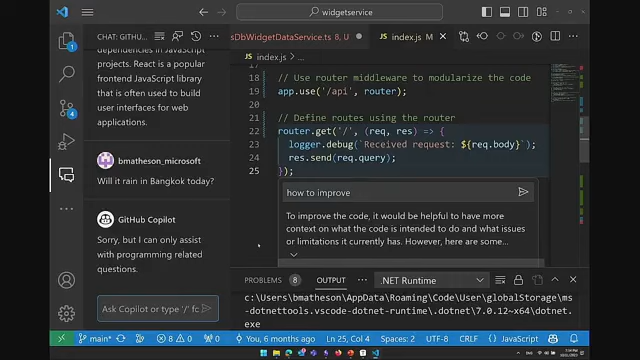 widgetservice
CHAT: GITHUB...
dependencies in JavaScript
projects. React is a popular
frontend JavaScript library
that is often used to build
user interfaces for web
applications.
bmatheson_microsoft
Will it rain in Bangkok today?
GitHub Copilot
Sorry, but I can only assist
with programming related
questions.
Ask Copilot or type '/' fc
sDbWidgetDataService.ts 8, U
index.js M
index.js > ...
17
18 // Use router middleware to modularize the code
19 app.use('/api', router);
20
21 // Define routes using the router
22 router.get('/', (req, res) => {
23 logger.debug(`Received request: ${req.body}`);
24 res.send(req.query);
25 });
how to improve
To improve the code, it would be helpful to have more
context on what the code is intended to do and what issues
or limitations it currently has. However, here are some...
PROBLEMS 8 OUTPUT ... .NET Runtime
c:\Users\bmatheson\AppData\Roaming\Code\User\globalStorage\ms
-dotnettools.vscode-dotnet-runtime\.dotnet\7.0.12~x64\dotnet.
exe
main* 8 0 You, 6 months ago Ln 25, Col 4 Spaces: 2 UTF-8 CRLF {} JavaScript